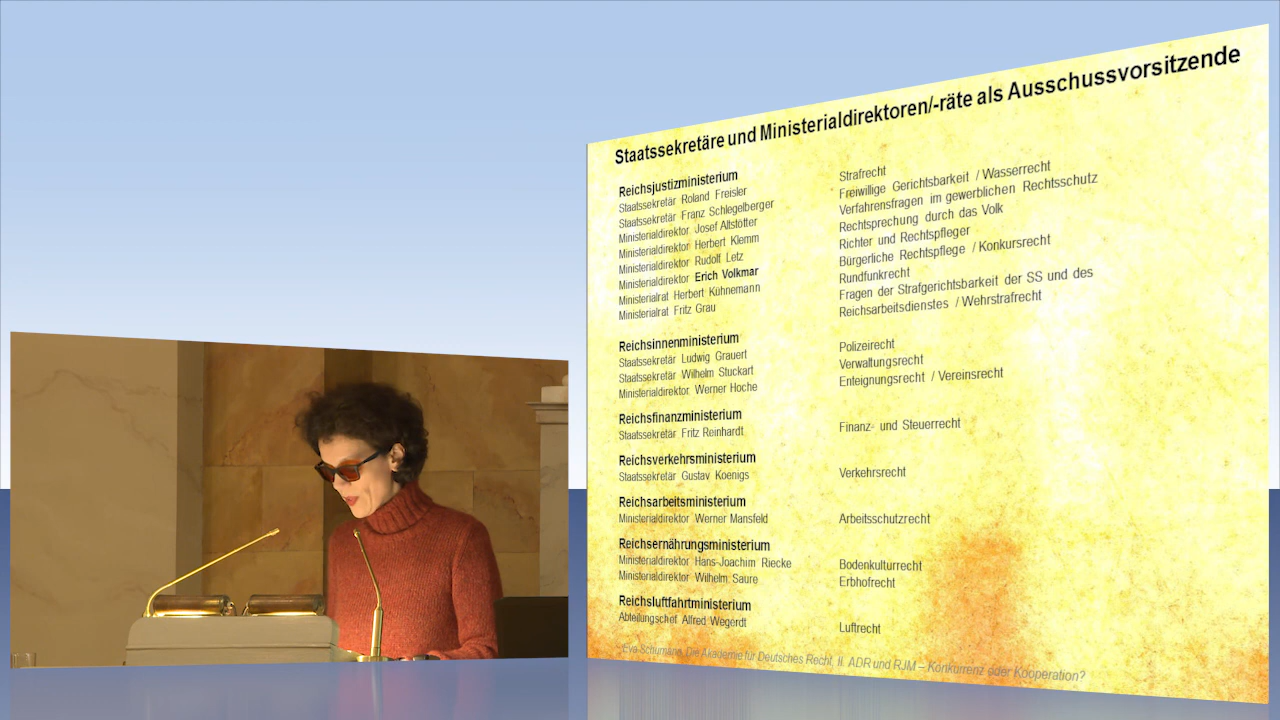 Staatssekretäre und Ministerialdirektoren/-räte als Ausschussvorsitzende
Reichsjustizministerium
Staatssekretär Roland Freisler Strafrecht
Staatssekretär Franz Schlegelberger Freiwillige Gerichtsbarkeit / Wasserrecht
Ministerialdirektor Josef Altstötter Verfahrensfragen im gewerblichen Rechtsschutz
Ministerialdirektor Herbert Klemm Rechtsprechung durch das Volk
Ministerialdirektor Rudolf Letz Richter und Rechtspfleger
Ministerialdirektor Erich Volkmar Bürgerliche Rechtspflege / Konkursrecht
Ministerialrat Herbert Kühnemann Rundfunkrecht
Ministerialrat Fritz Grau Fragen der Strafgerichtsbarkeit der SS und des
Reichsarbeitsdienstes / Wehrstrafrecht
Reichsinnenministerium
Staatssekretär Ludwig Grauert Polizeirecht
Staatssekretär Wilhelm Stuckart Verwaltungsrecht
Ministerialdirektor Werner Hoche Enteignungsrecht / Vereinsrecht
Reichsfinanzministerium
Staatssekretär Fritz Reinhardt Finanz- und Steuerrecht
Reichsverkehrsministerium
Staatssekretär Gustav Koenigs Verkehrsrecht
Reichsarbeitsministerium
Ministerialdirektor Werner Mansfeld Arbeitsschutzrecht
Reichsernährungsministerium
Ministerialdirektor Hans-Joachim Riecke Bodenkulturrecht
Ministerialdirektor Wilhelm Saure Erbhofrecht
Reichsluftfahrtministerium
Abteilungschef Alfred Wegerdt Luftrecht
Eva Schumann, Die Akademie für Deutsches Recht, II. ADR und RJM – Konkurrenz oder Kooperation?